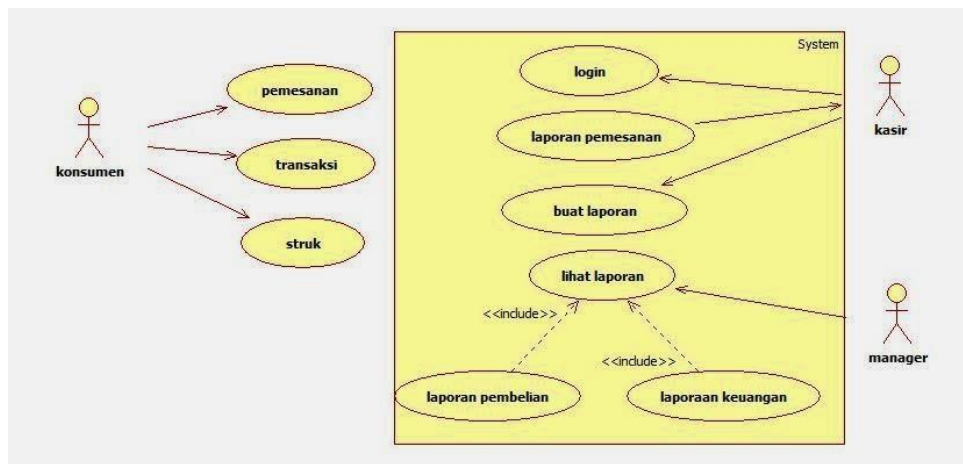 System
login
pemesanan
kasir
laporan pemesanan
konsumen
transaksi
buat laporan
struk
lihat laporan
<<include>>
manager
<<include>>
laporan pembelian
laporaan keuangan